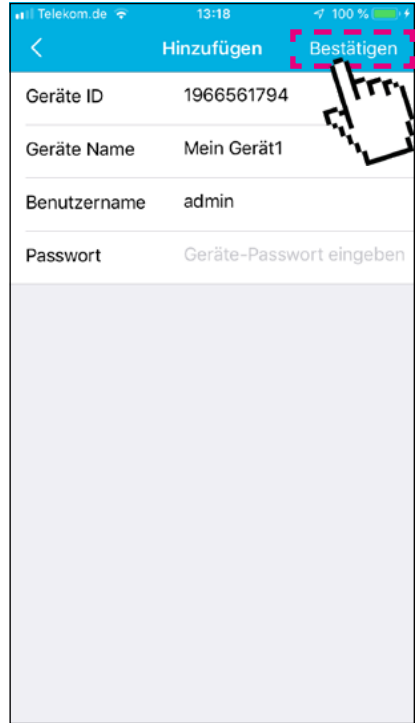 Telekom.de 13:18 100 %
Hinzufügen Bestätigen
Geräte ID 1966561794
Geräte Name Mein Gerät1
Benutzername admin
Passwort Geräte-Passwort eingeben